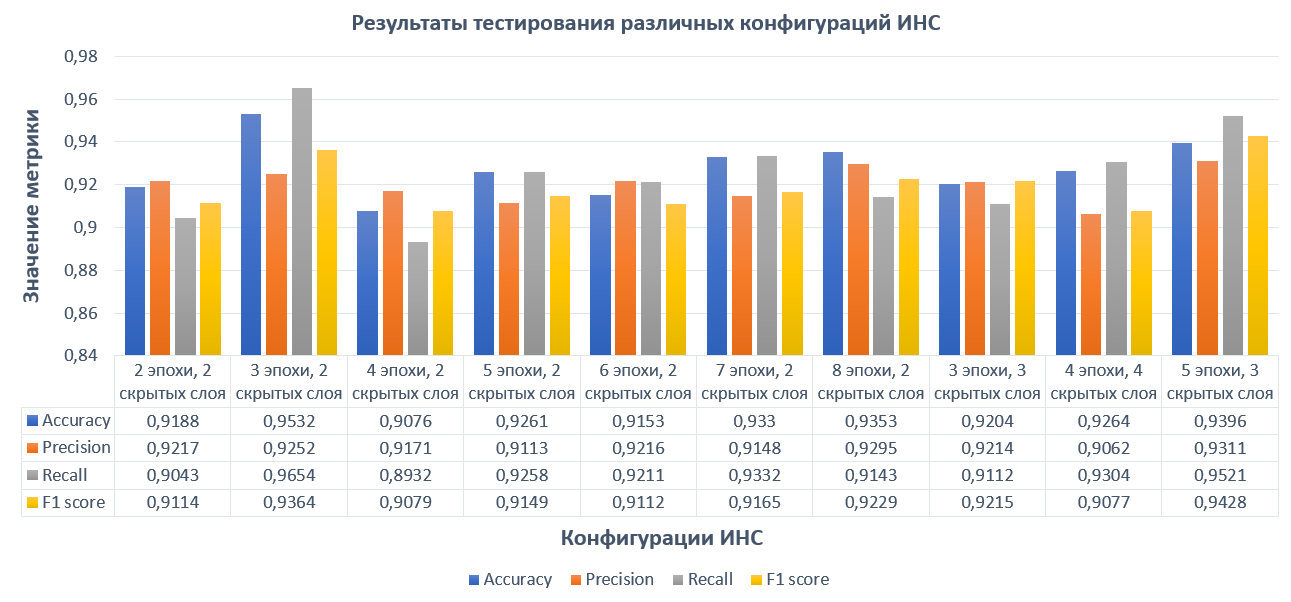 Результаты тестирования различных конфигураций ИНС
Значение метрики
0,98
0,96
0,94
0,92
0,9
0,88
0,86
0,84
2 эпохи, 2 3 эпохи, 2 4 эпохи, 2 5 эпохи, 2 6 эпохи, 2 7 эпохи, 2 8 эпохи, 2 3 эпохи, 3 4 эпохи, 4 5 эпохи, 3
скрытых слоя скрытых слоя скрытых слоя скрытых слоя скрытых слоя скрытых слоя скрытых слоя скрытых слоя скрытых слоя скрытых слоя
Accuracy 0,9188 0,9532 0,9076 0,9261 0,9153 0,933 0,9353 0,9204 0,9264 0,9396
Precision 0,9217 0,9252 0,9171 0,9113 0,9216 0,9148 0,9295 0,9214 0,9062 0,9311
Recall 0,9043 0,9654 0,8932 0,9258 0,9211 0,9332 0,9143 0,9112 0,9304 0,9521
F1 score 0,9114 0,9364 0,9079 0,9149 0,9112 0,9165 0,9229 0,9215 0,9077 0,9428
Конфигурации ИНС
Accuracy Precision Recall F1 score